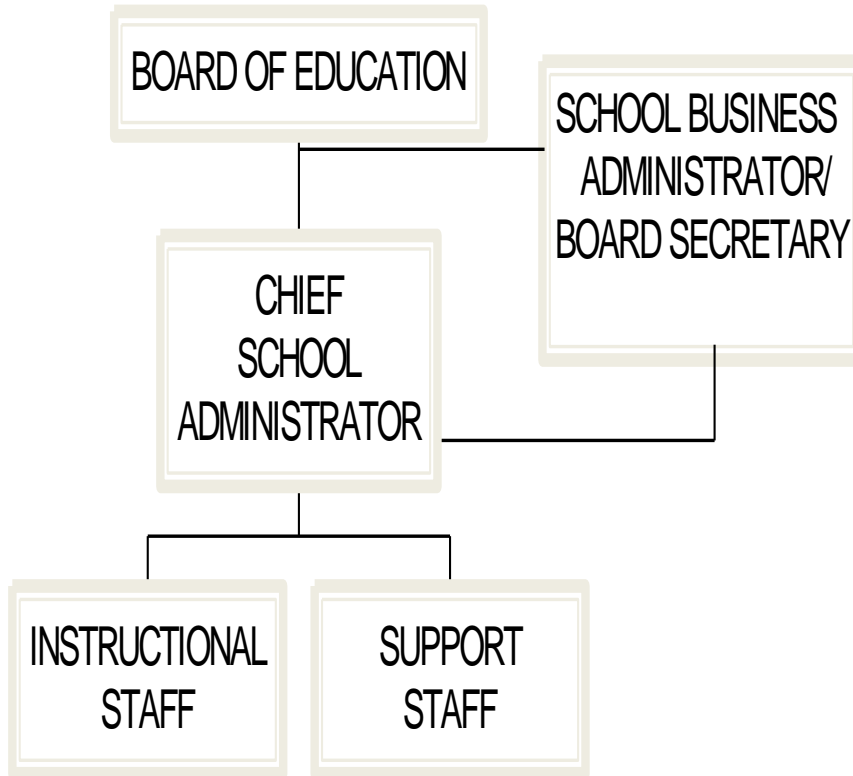 BOARD OF EDUCATION
SCHOOL BUSINESS
ADMINISTRATOR/
BOARD SECRETARY
CHIEF
SCHOOL
ADMINISTRATOR
INSTRUCTIONAL
STAFF
SUPPORT
STAFF